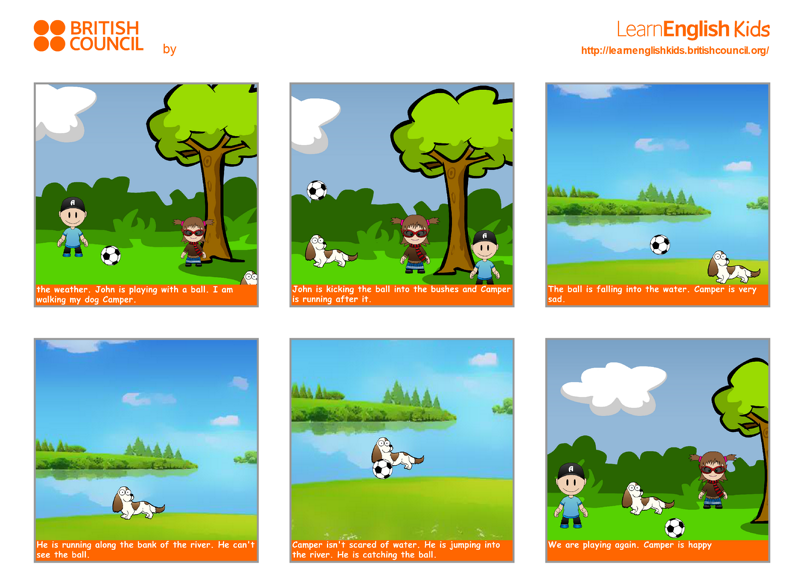 BRITISH
COUNCIL
by
LearnEnglish Kids
http://learnenglishkids.britishcouncil.org/
the weather. John is playing with a ball. I am
walking my dog Camper.
John is kicking the ball into the bushes and Camper
is running after it.
The ball is falling into the water. Camper is very
sad.
He is running along the bank of the river. He can't
see the ball.
Camper isn't scared of water. He is jumping into
the river. He is catching the ball.
We are playing again. Camper is happy